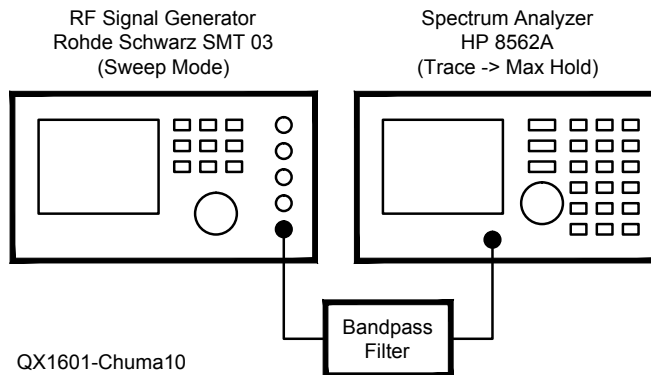 RF Signal Generator
Rohde Schwarz SMT 03
(Sweep Mode)
Spectrum Analyzer
HP 8562A
(Trace -> Max Hold)
Bandpass
Filter
QX1601-Chuma10